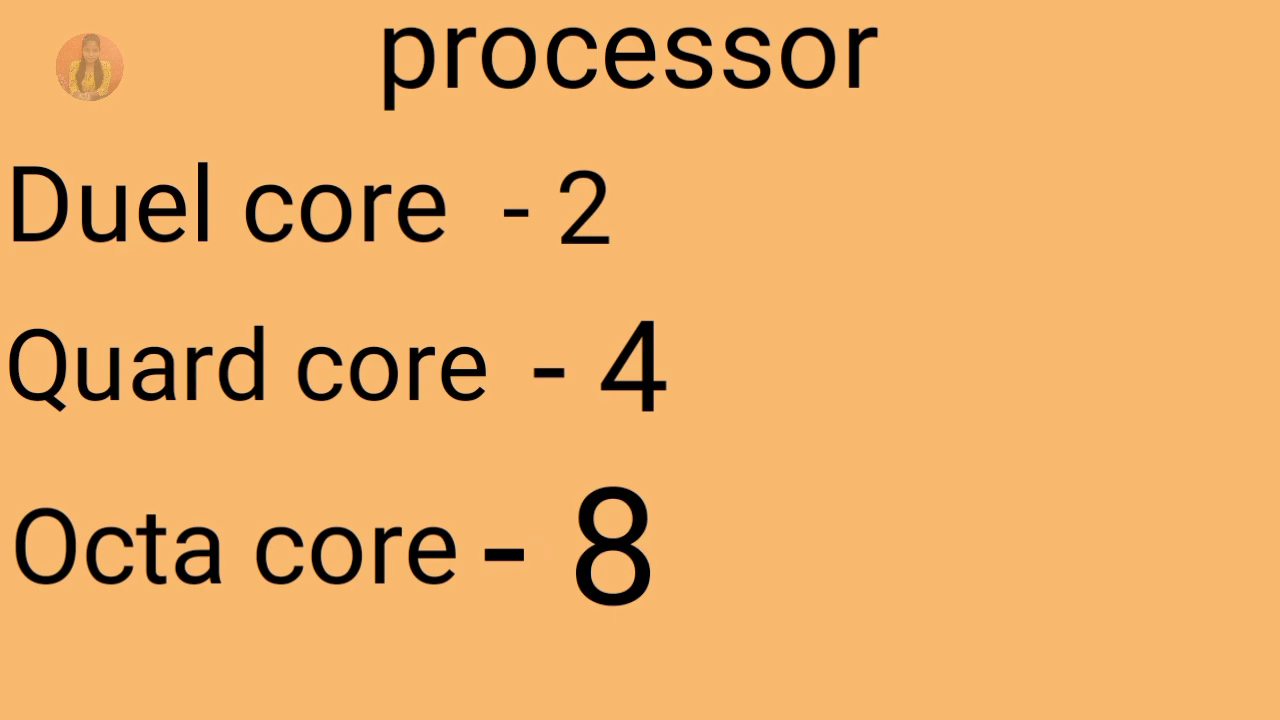 processor
Duel core - 2
Quard core - 4
Octa core - 8